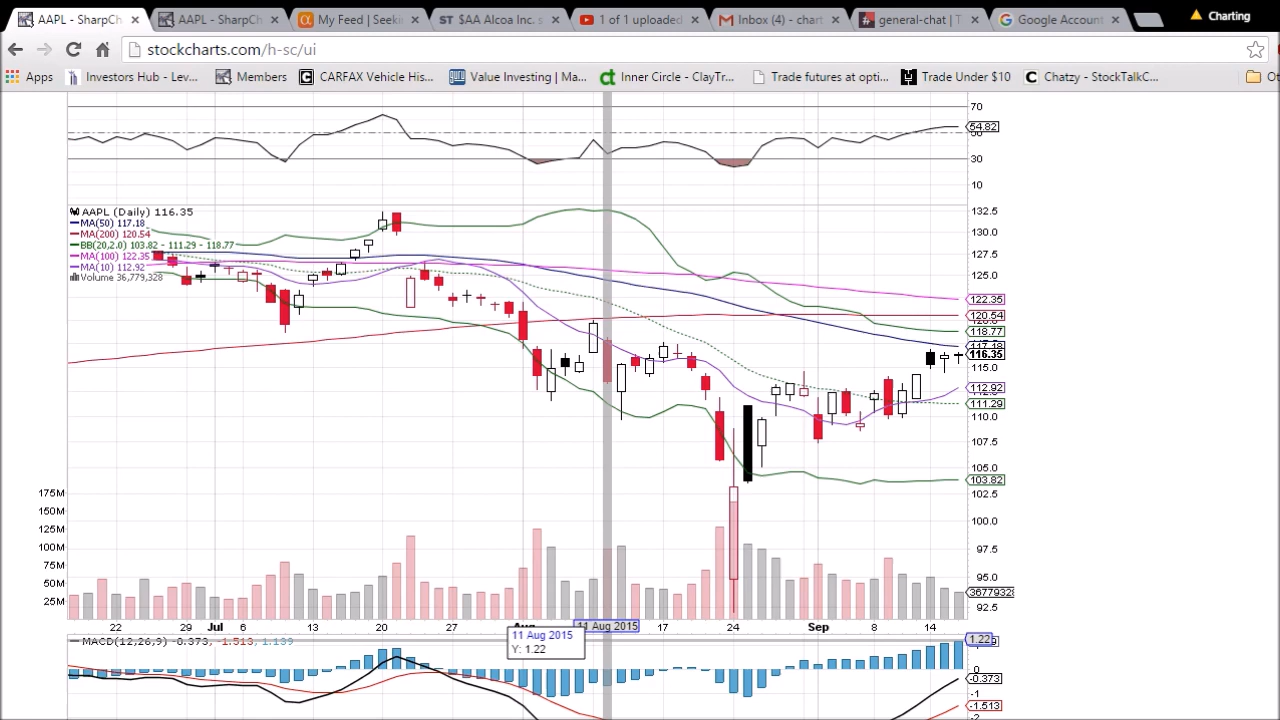 AAPL - SharpCh × AAPL - SharpCh × My Feed | Seeki × ST $AA Alcoa Inc. s × 1 of 1 uploaded × Inbox (4) - chart × general-chat | T × Google Account × Charting
stockcharts.com/h-sc/ui
Apps Investors Hub - Lev... Members CARFAX Vehicle His... Value Investing | Ma... Inner Circle - ClayTr... Trade futures at opti... Trade Under $10 Chatzy - StockTalkC... Ot
70
54.82
30
10
AAPL (Daily) 116.35
MA(50) 117.18
MA(200) 120.54
BB(20,2.0) 103.82 - 111.29 - 118.77
MA(100) 122.35
MA(10) 112.92
Volume 36,779,328
132.5
130.0
127.5
125.0
122.35
120.54
118.77
117.18
116.35
115.0
112.92
111.29
110.0
107.5
105.0
103.82
102.5
100.0
97.5
95.0
92.5
175M
150M
125M
100M
75M
50M
25M
36779328
22 29 Jul 6 13 20 27 Aug 11 Aug 2015 17 24 Sep 8 14
MACD(12,26,9) -0.373, -1.513, 1.139
11 Aug 2015
Y: 1.22
1.22
0
-0.373
-1
-1.513
-2